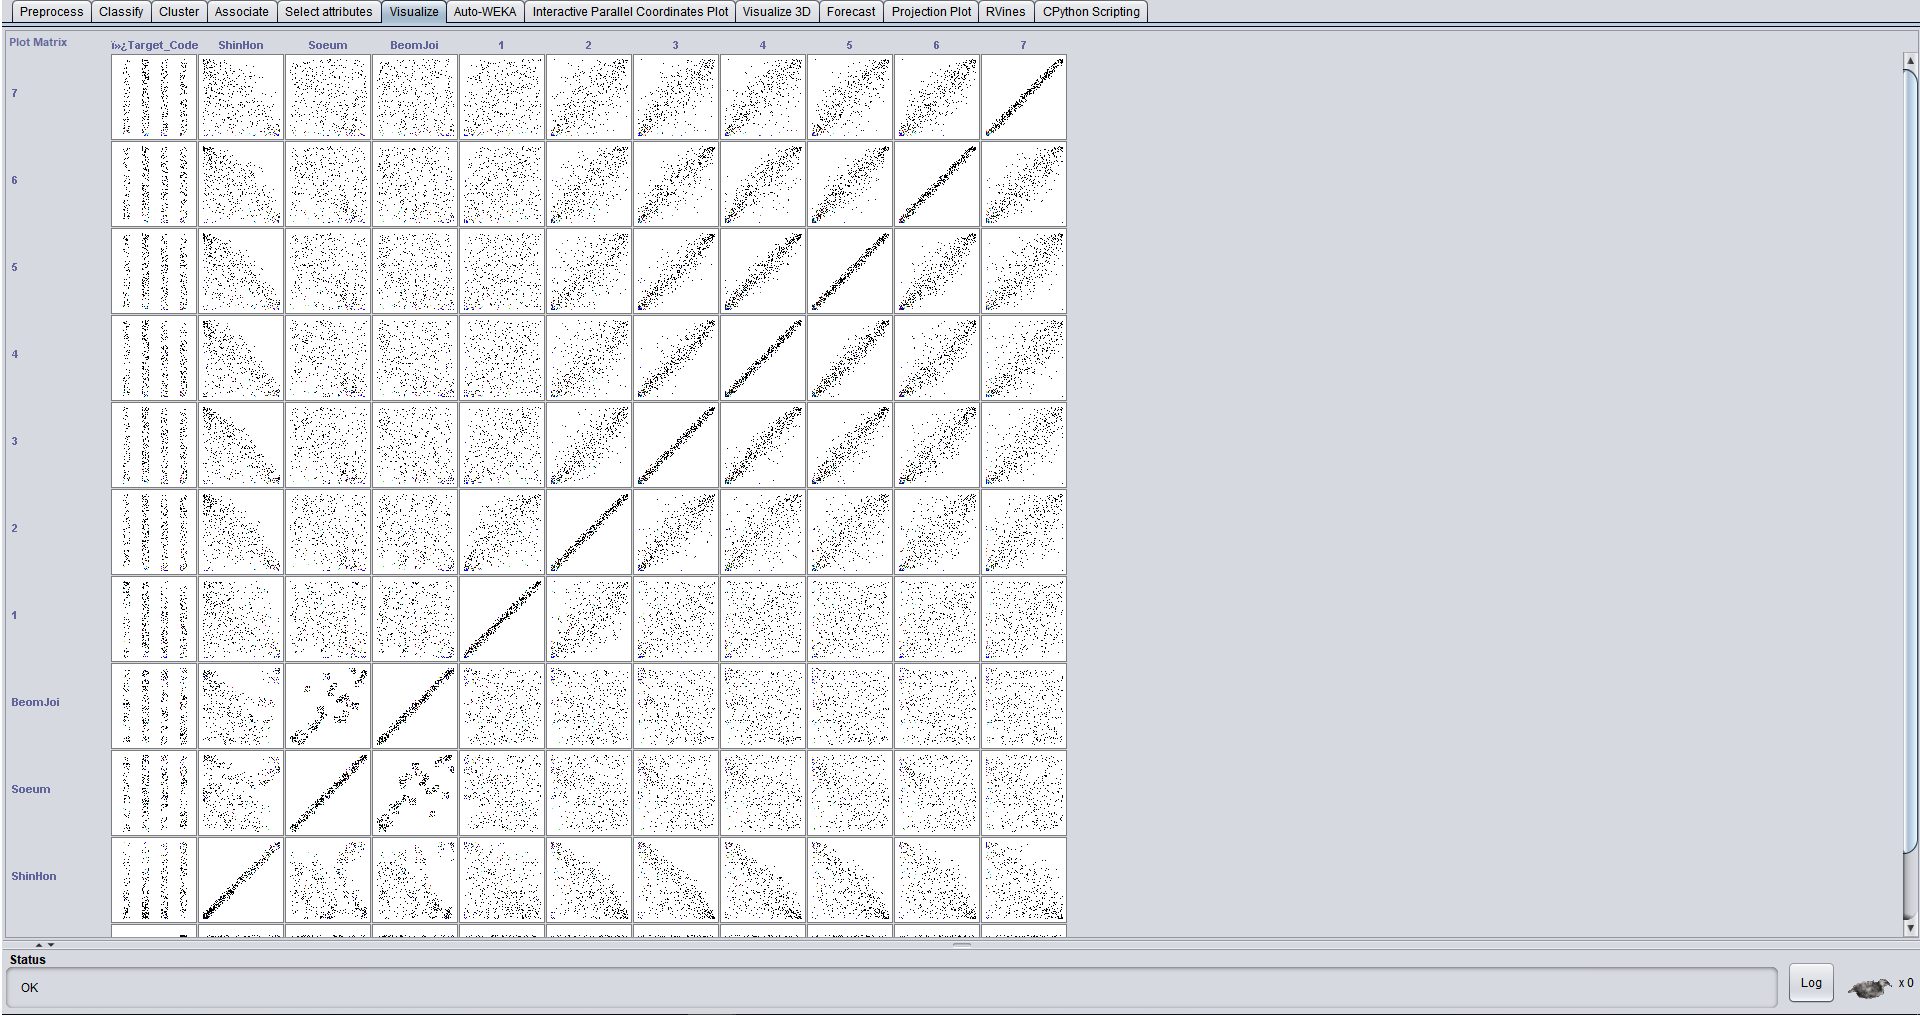 Preprocess Classify Cluster Associate Select attributes Visualize Auto-WEKA Interactive Parallel Coordinates Plot Visualize 3D Forecast Projection Plot RVines CPython Scripting
Plot Matrix ï»¿Target_Code ShinHon Soeum BeomJoi 1 2 3 4 5 6 7
7
6
5
4
3
2
1
BeomJoi
Soeum
ShinHon
Status
OK
Log x 0